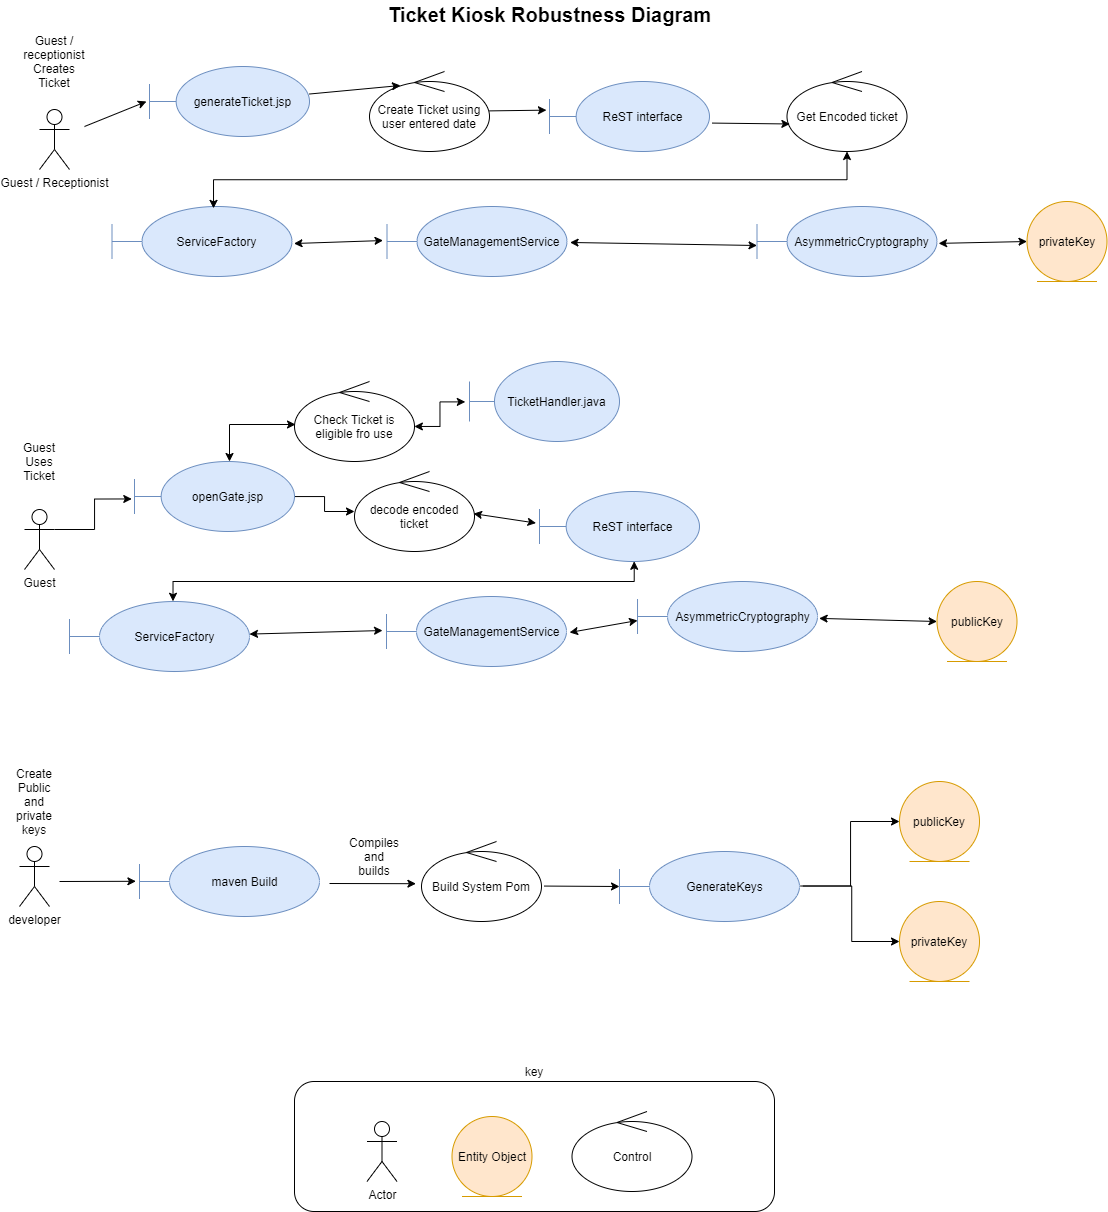 Ticket Kiosk Robustness Diagram
Guest /
receptionist
Creates
Ticket
Guest / Receptionist
generateTicket.jsp
Create Ticket using
user entered date
ReST interface
Get Encoded ticket
ServiceFactory
GateManagementService
AsymmetricCryptography
privateKey
Guest
Uses
Ticket
Guest
openGate.jsp
Check Ticket is
eligible fro use
TicketHandler.java
decode encoded
ticket
ReST interface
ServiceFactory
GateManagementService
AsymmetricCryptography
publicKey
Create
Public
and
private
keys
developer
maven Build
Compiles
and
builds
Build System Pom
GenerateKeys
publicKey
privateKey
key
Actor
Entity Object
Control